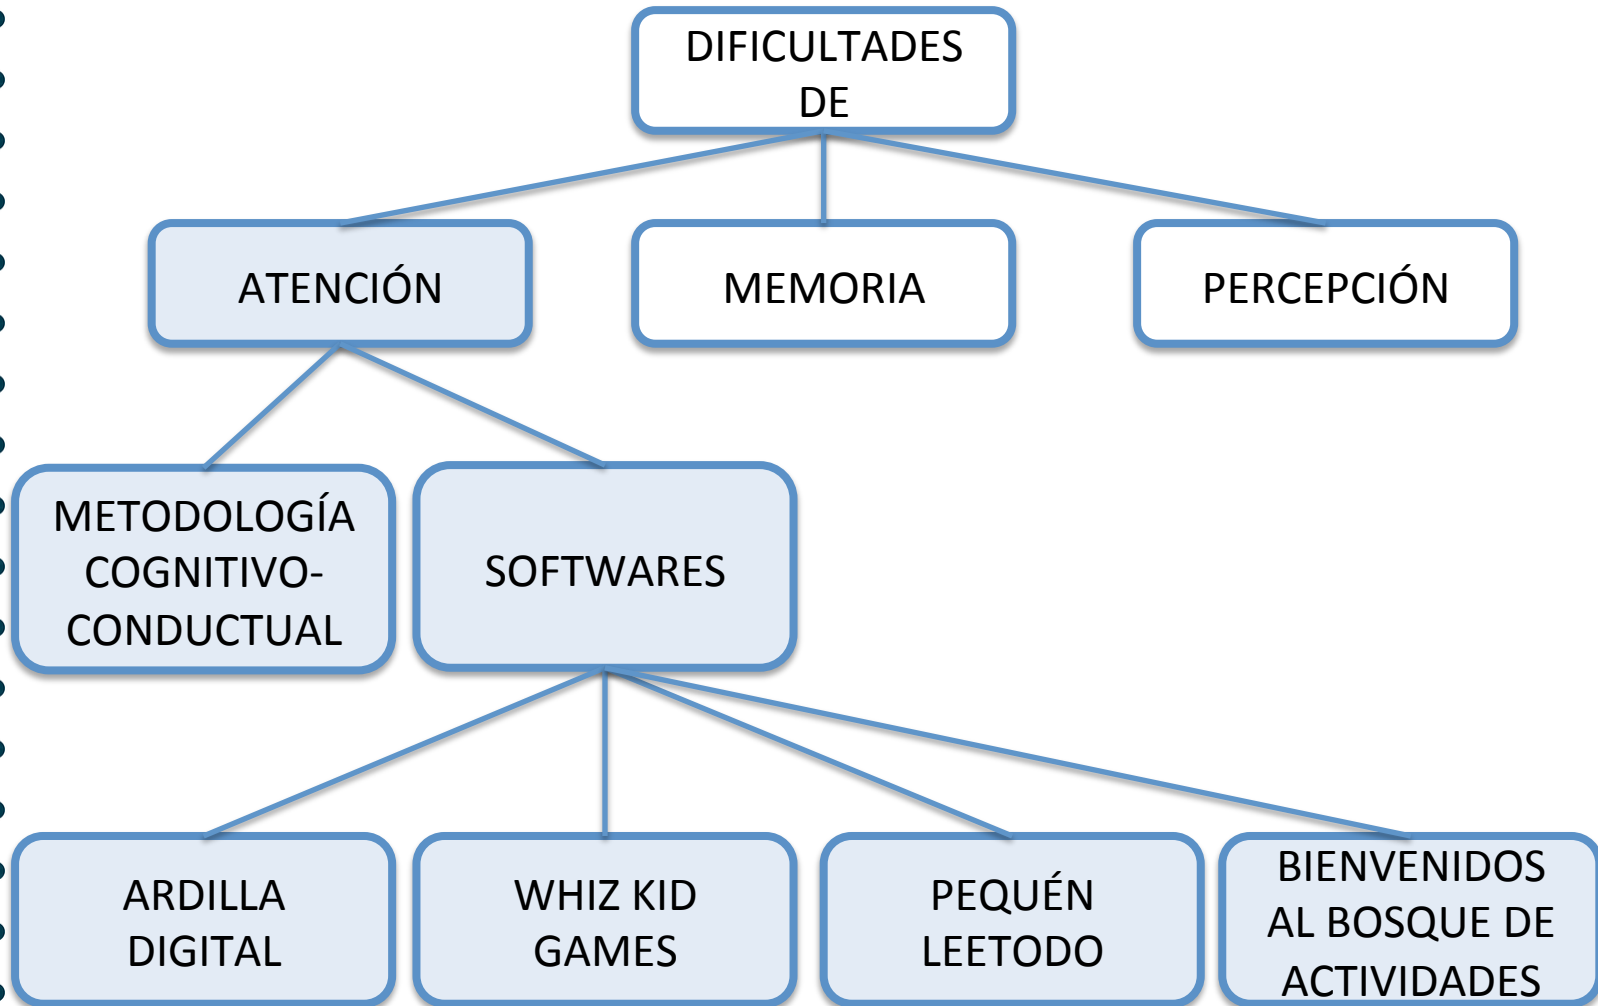 DIFICULTADES
DE
ATENCIÓN
MEMORIA
PERCEPCIÓN
METODOLOGÍA
COGNITIVO-
CONDUCTUAL
SOFTWARES
ARDILLA
DIGITAL
WHIZ KID
GAMES
PEQUÉN
LEETODO
BIENVENIDOS
AL BOSQUE DE
ACTIVIDADES